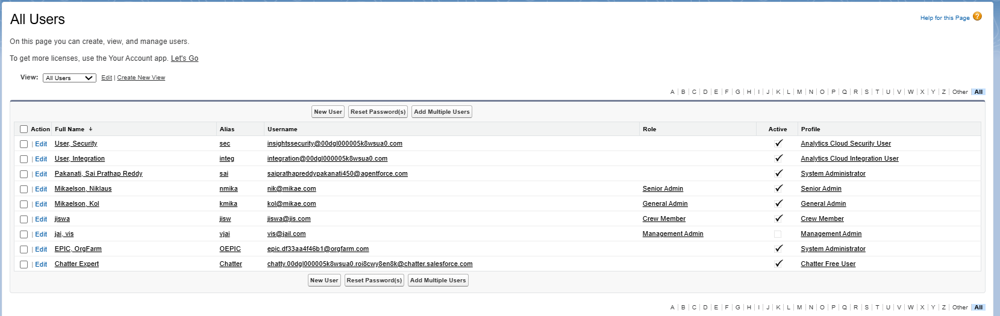 All Users
Help for this Page ?
On this page you can create, view, and manage users.
To get more licenses, use the Your Account app. Let's Go
View: All Users Edit | Create New View
A | B | C | D | E | F | G | H | I | J | K | L | M | N | O | P | Q | R | S | T | U | V | W | X | Y | Z | Other | All
New User Reset Password(s) Add Multiple Users
Action Full Name ↓ Alias Username Role Active Profile
| Edit User, Security sec insightssecurity@00dgl000005k8wsua0.com Analytics Cloud Security User
| Edit User, Integration integ integration@00dgl000005k8wsua0.com Analytics Cloud Integration User
| Edit Pakanati, Sai Prathap Reddy sai saiprathapreddypakanati450@agentforce.com System Administrator
| Edit Mikaelson, Niklaus nmika nik@mikae.com Senior Admin Senior Admin
| Edit Mikaelson, Kol kmika kol@mikae.com General Admin General Admin
| Edit jiswa jisw jiswa@jis.com Crew Member Crew Member
| Edit jai, vis vjai vis@jail.com Management Admin Management Admin
| Edit EPIC, OrgFarm OEPIC epic.df33aa4f46b1@orgfarm.com System Administrator
| Edit Chatter Expert Chatter chatty.00dgl000005k8wsua0.roi8cwy8en8k@chatter.salesforce.com Chatter Free User
New User Reset Password(s) Add Multiple Users
A | B | C | D | E | F | G | H | I | J | K | L | M | N | O | P | Q | R | S | T | U | V | W | X | Y | Z | Other | All